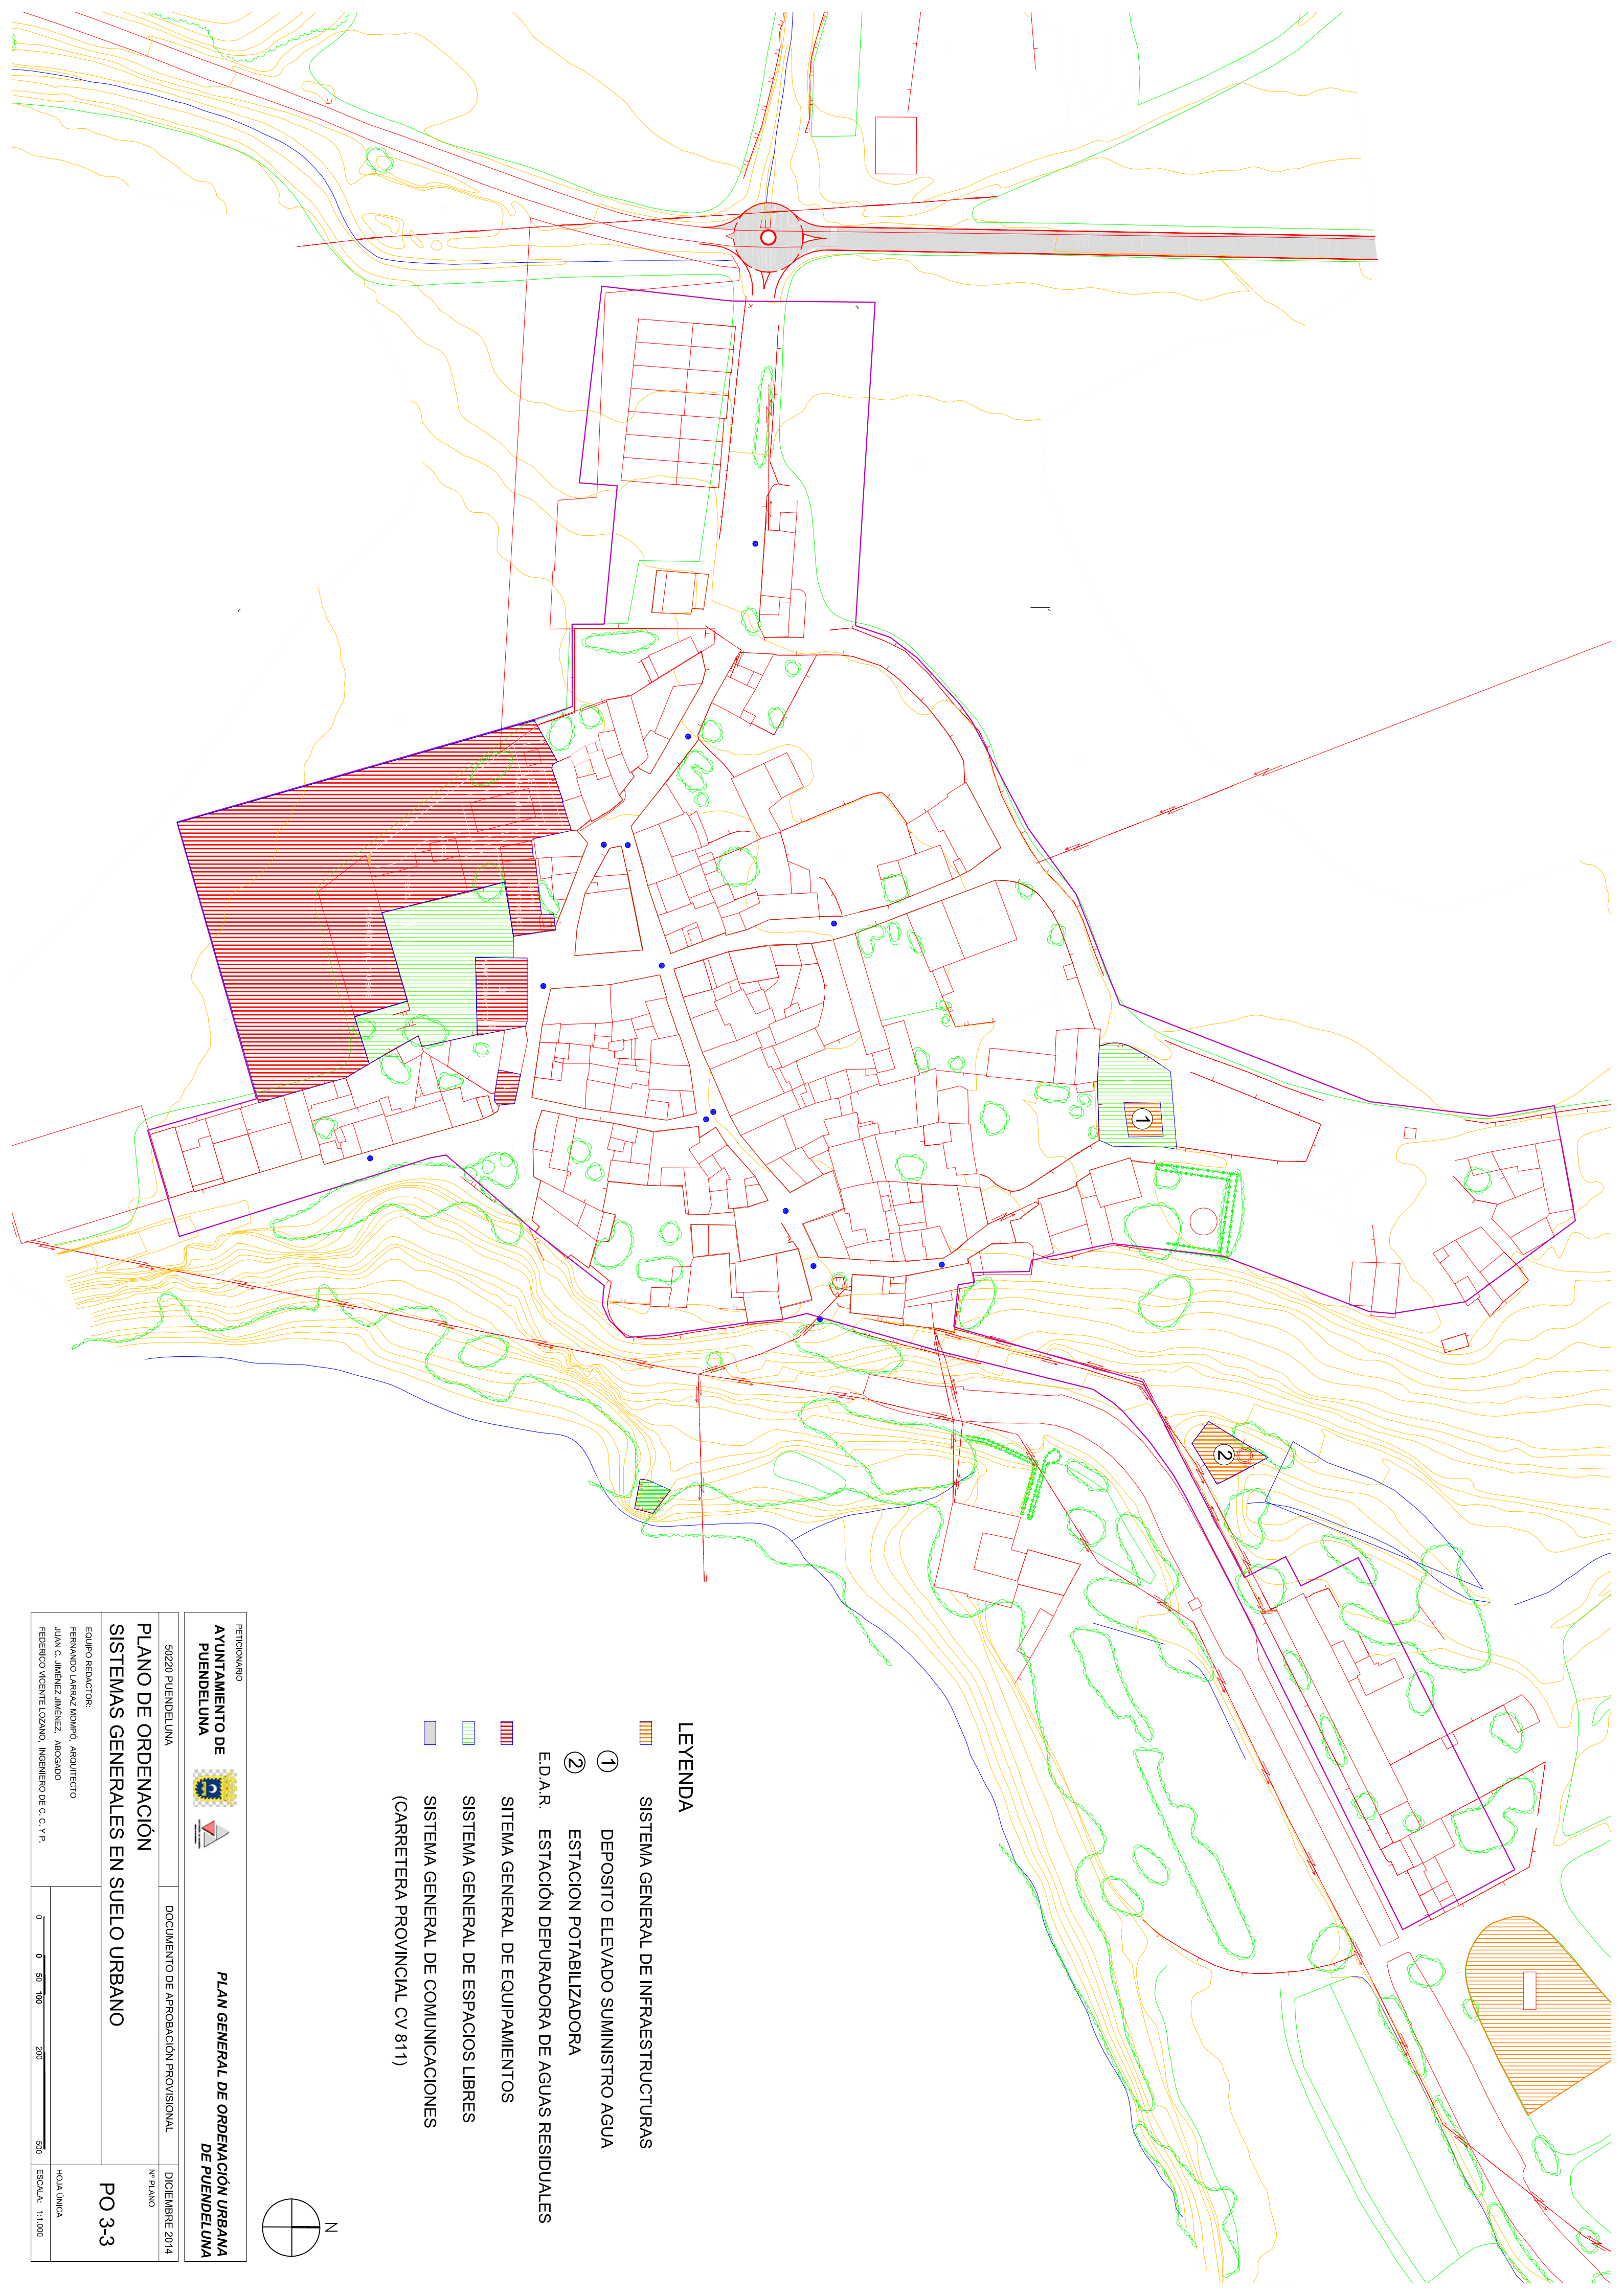 1
2
LEYENDA
SISTEMA GENERAL DE INFRAESTRUCTURAS
1 DEPOSITO ELEVADO SUMINISTRO AGUA
2 ESTACION POTABILIZADORA
E.D.A.R. ESTACIÓN DEPURADORA DE AGUAS RESIDUALES
SITEMA GENERAL DE EQUIPAMIENTOS
SISTEMA GENERAL DE ESPACIOS LIBRES
SISTEMA GENERAL DE COMUNICACIONES
(CARRETERA PROVINCIAL CV 811)
N
PETICIONARIO
AYUNTAMIENTO DE
PUENDELUNA
PLAN GENERAL DE ORDENACIÓN URBANA
DE PUENDELUNA
50220 PUENDELUNA
DOCUMENTO DE APROBACIÓN PROVISIONAL
DICIEMBRE 2014
PLANO DE ORDENACIÓN
SISTEMAS GENERALES EN SUELO URBANO
Nº PLANO
PO 3-3
EQUIPO REDACTOR:
FERNANDO LARRAZ MOMPÓ, ARQUITECTO
JUAN C. JIMÉNEZ JIMÉNEZ, ABOGADO
FEDERICO VICENTE LOZANO, INGENIERO DE C. C. Y P.
0 0 50 100 200 500
HOJA ÚNICA
ESCALA: 1:1.000